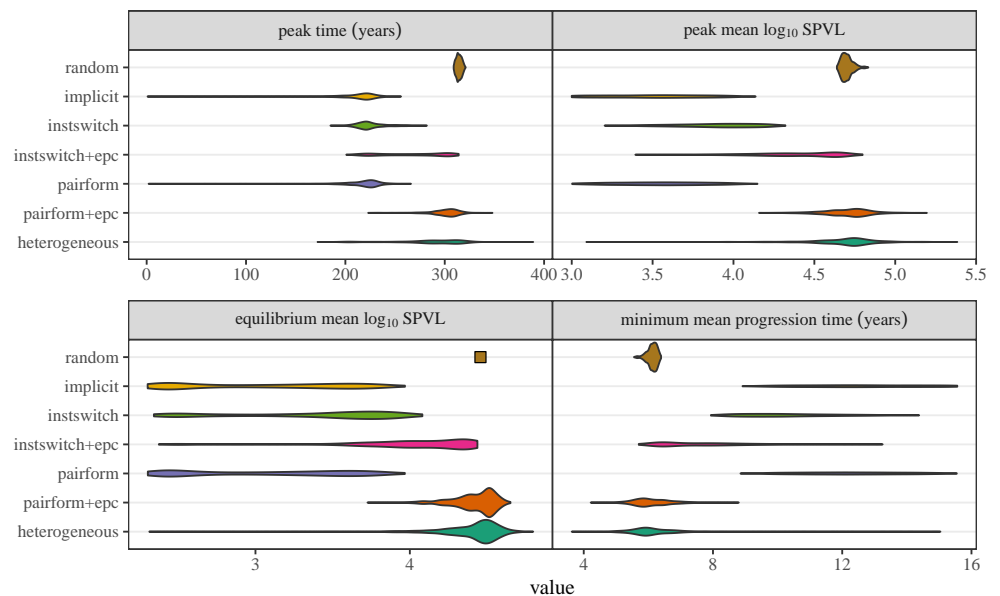 peak time (years)
peak mean log₁₀ SPVL
random
implicit
instswitch
instswitch+epc
pairform
pairform+epc
heterogeneous
0 100 200 300 400
3.0 3.5 4.0 4.5 5.0 5.5
equilibrium mean log₁₀ SPVL
minimum mean progression time (years)
random
implicit
instswitch
instswitch+epc
pairform
pairform+epc
heterogeneous
3 4
4 8 12 16
value